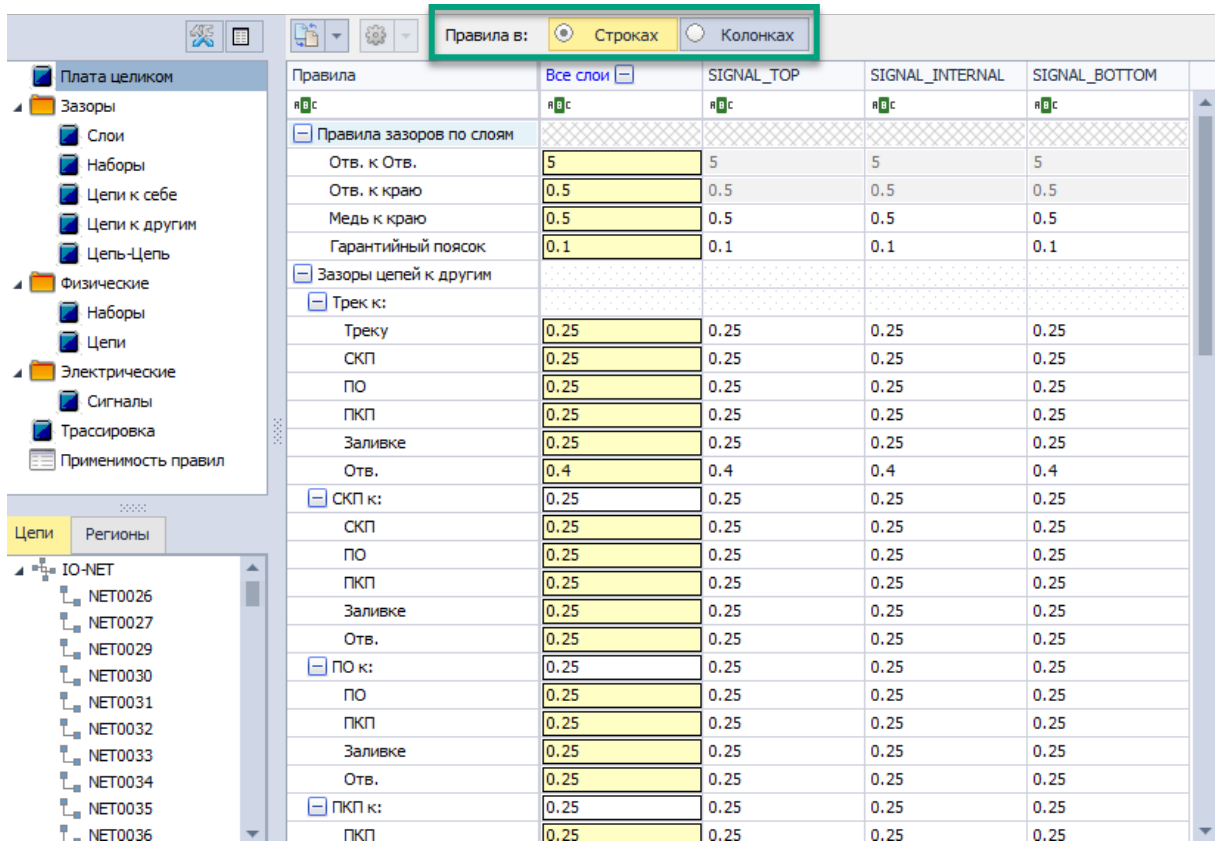 Правила в: Строках Колонках
Плата целиком
Зазоры
Слои
Наборы
Цепи к себе
Цепи к другим
Цепь-Цепь
Физические
Наборы
Цепи
Электрические
Сигналы
Трассировка
Применимость правил
Цепи Регионы
IO-NET
NET0026
NET0027
NET0029
NET0030
NET0031
NET0032
NET0033
NET0034
NET0035
NET0036
Правила Все слои SIGNAL_TOP SIGNAL_INTERNAL SIGNAL_BOTTOM
ABC ABC ABC ABC ABC
Правила зазоров по слоям
Отв. к Отв. 5 5 5 5
Отв. к краю 0.5 0.5 0.5 0.5
Медь к краю 0.5 0.5 0.5 0.5
Гарантийный поясок 0.1 0.1 0.1 0.1
Зазоры цепей к другим
Трек к:
Треку 0.25 0.25 0.25 0.25
СКП 0.25 0.25 0.25 0.25
ПО 0.25 0.25 0.25 0.25
ПКП 0.25 0.25 0.25 0.25
Заливке 0.25 0.25 0.25 0.25
Отв. 0.4 0.4 0.4 0.4
СКП к: 0.25 0.25 0.25 0.25
СКП 0.25 0.25 0.25 0.25
ПО 0.25 0.25 0.25 0.25
ПКП 0.25 0.25 0.25 0.25
Заливке 0.25 0.25 0.25 0.25
Отв. 0.25 0.25 0.25 0.25
ПО к: 0.25 0.25 0.25 0.25
ПО 0.25 0.25 0.25 0.25
ПКП 0.25 0.25 0.25 0.25
Заливке 0.25 0.25 0.25 0.25
Отв. 0.25 0.25 0.25 0.25
ПКП к: 0.25 0.25 0.25 0.25
ПКП 0.25 0.25 0.25 0.25